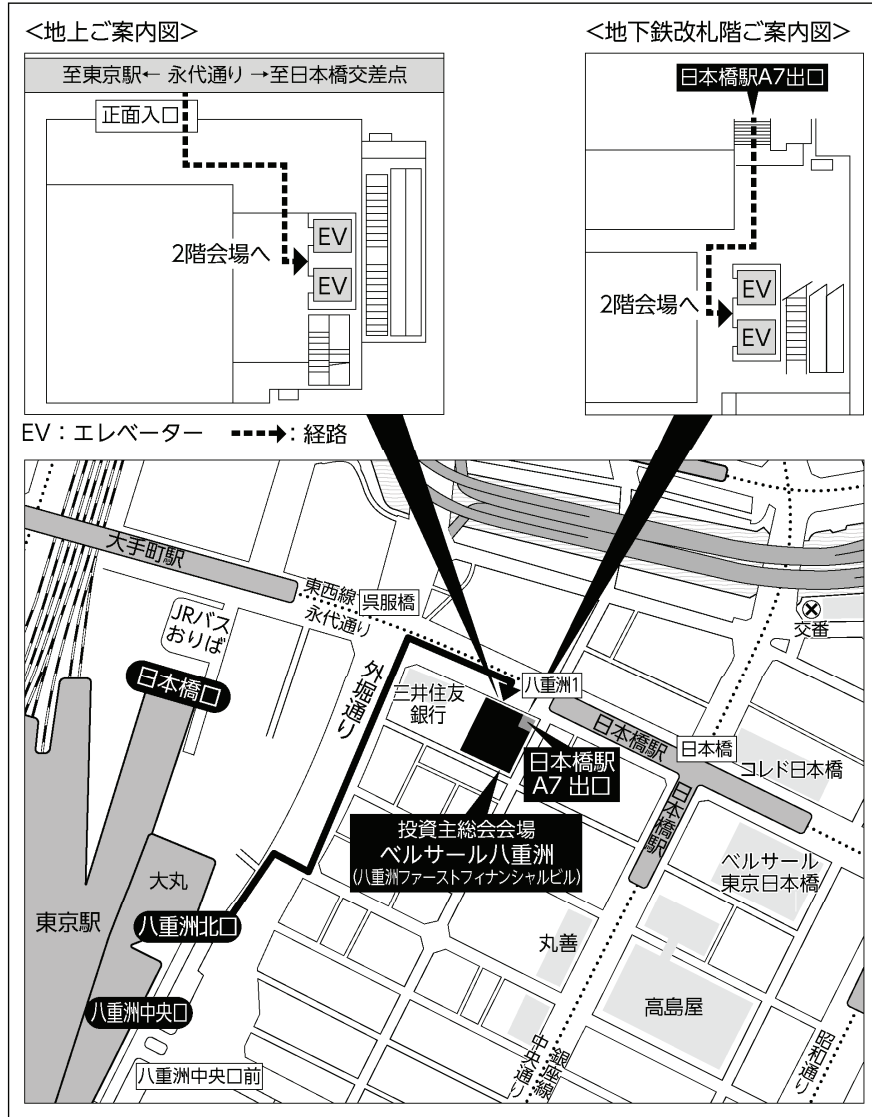 <地上ご案内図>
至東京駅← 永代通り →至日本橋交差点
正面入口
EV
2階会場へ
EV
<地下鉄改札階ご案内図>
日本橋駅A7出口
EV
2階会場へ
EV
EV：エレベーター ：経路
大手町駅
東西線
呉服橋
永代通り
JRバス
おりば
交番
日本橋口
外堀通り
三井住友
銀行
八重洲1
日本橋駅
日本橋
コレド日本橋
日本橋駅
A7 出口
日本橋駅
投資主総会会場
ベルサール八重洲
(八重洲ファーストフィナンシャルビル)
ベルサール
東京日本橋
大丸
東京駅
八重洲北口
丸善
八重洲中央口
高島屋
八重洲中央口前
銀座線
中央通り
昭和通り